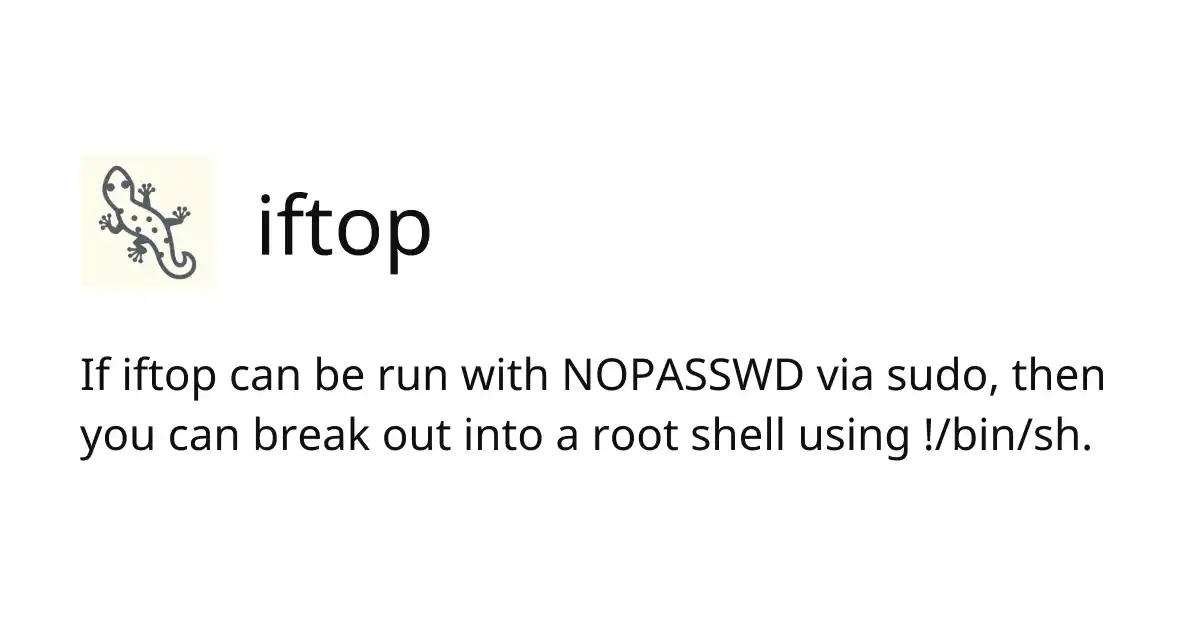 iftop
If iftop can be run with NOPASSWD via sudo, then
you can break out into a root shell using !/bin/sh.